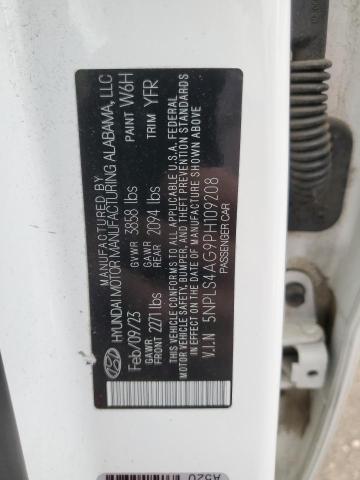 MANUFACTURED BY
HYUNDAI MOTOR MANUFACTURING ALABAMA, LLC
Feb/09/23 GVWR 3858 lbs PAINT W6H
GAWR FRONT 2271 lbs GAWR REAR 2094 lbs TRIM YFR
THIS VEHICLE CONFORMS TO ALL APPLICABLE U.S.A. FEDERAL
MOTOR VEHICLE SAFETY, BUMPER, AND THEFT PREVENTION STANDARDS
IN EFFECT ON THE DATE OF MANUFACTURE SHOWN ABOVE
V.I.N 5NPLS4AG9PH109208
PASSENGER CAR
A520